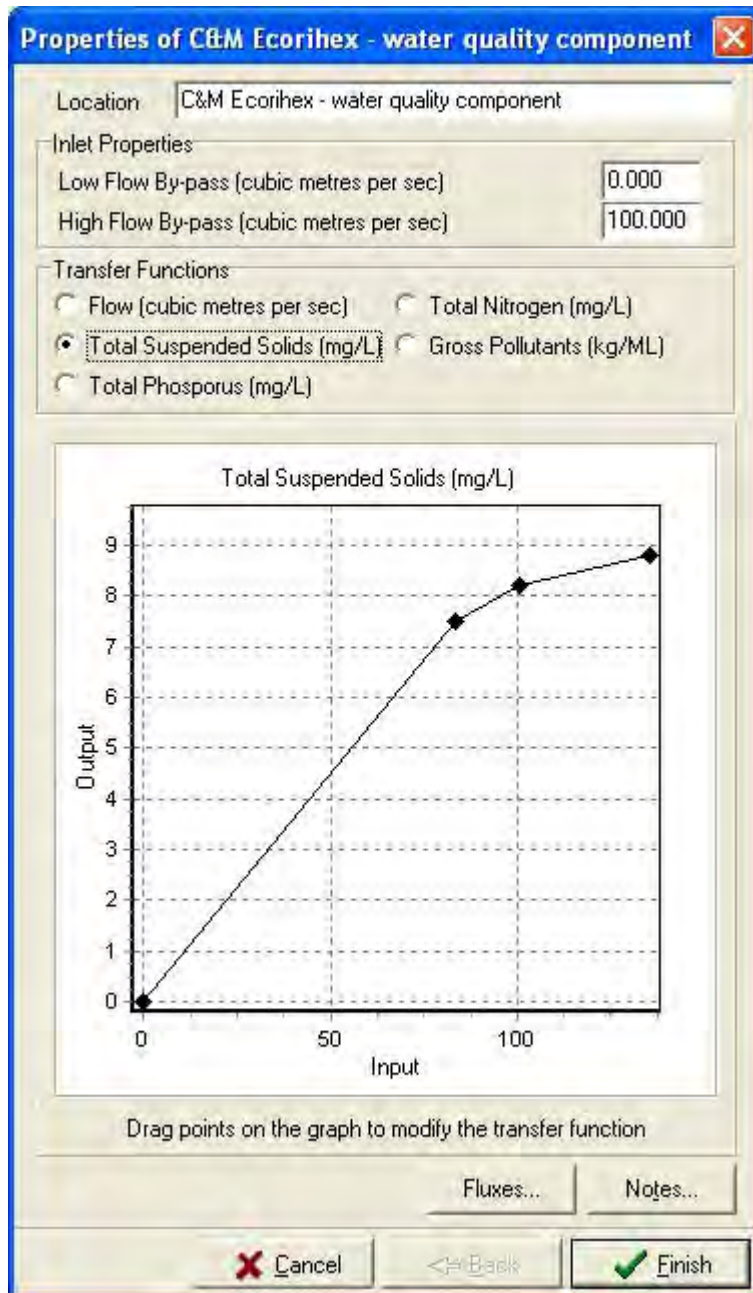 Properties of C&M Ecorihex - water quality component
Location C&M Ecorihex - water quality component
Inlet Properties
Low Flow By-pass (cubic metres per sec) 0.000
High Flow By-pass (cubic metres per sec) 100.000
Transfer Functions
Flow (cubic metres per sec) Total Nitrogen (mg/L)
Total Suspended Solids (mg/L) Gross Pollutants (kg/ML)
Total Phosporus (mg/L)
Total Suspended Solids (mg/L)
9
8
7
6
5
4
3
2
1
0
Output
0 50 100
Input
Drag points on the graph to modify the transfer function
Fluxes... Notes...
Cancel Back Finish